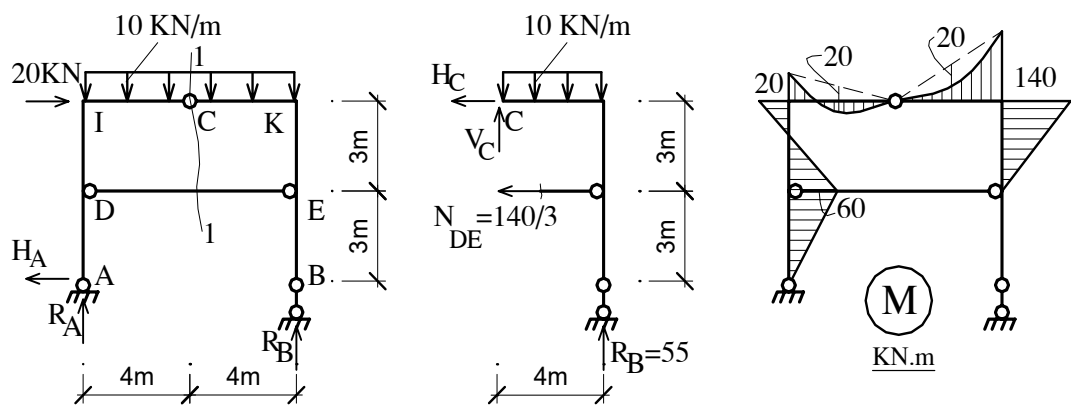 10 KN/m
1
20KN
I
C
K
D
E
1
3m
3m
H_A
A
B
R_A
R_B
4m
4m
10 KN/m
H_C
C
V_C
N_DE=140/3
3m
3m
R_B=55
4m
20
20
20
140
60
M
KN.m